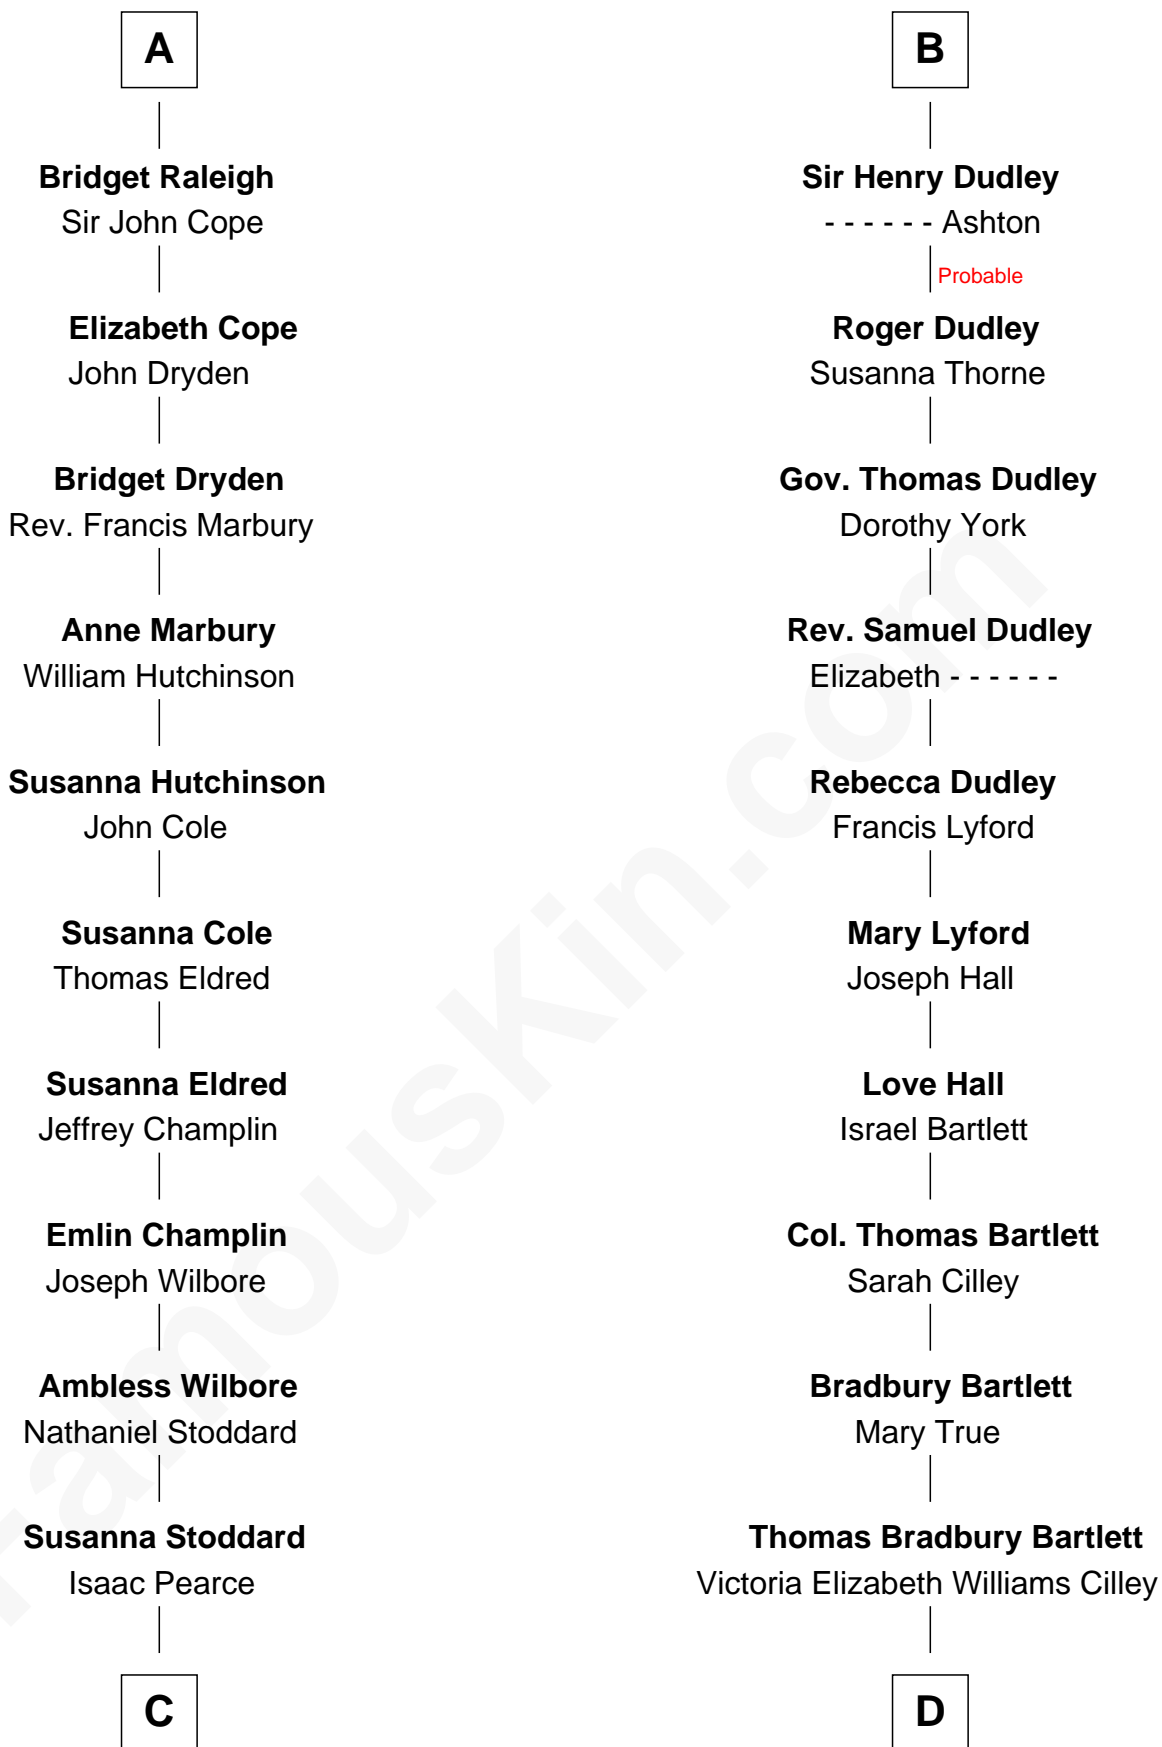 A
Bridget Raleigh
Sir John Cope
Elizabeth Cope
John Dryden
Bridget Dryden
Rev. Francis Marbury
Anne Marbury
William Hutchinson
Susanna Hutchinson
John Cole
Susanna Cole
Thomas Eldred
Susanna Eldred
Jeffrey Champlin
Emlin Champlin
Joseph Wilbore
Ambless Wilbore
Nathaniel Stoddard
Susanna Stoddard
Isaac Pearce
C
B
Sir Henry Dudley
- - - - - - Ashton
Probable
Roger Dudley
Susanna Thorne
Gov. Thomas Dudley
Dorothy York
Rev. Samuel Dudley
Elizabeth - - - - - -
Rebecca Dudley
Francis Lyford
Mary Lyford
Joseph Hall
Love Hall
Israel Bartlett
Col. Thomas Bartlett
Sarah Cilley
Bradbury Bartlett
Mary True
Thomas Bradbury Bartlett
Victoria Elizabeth Williams Cilley
D
FamousKin.com